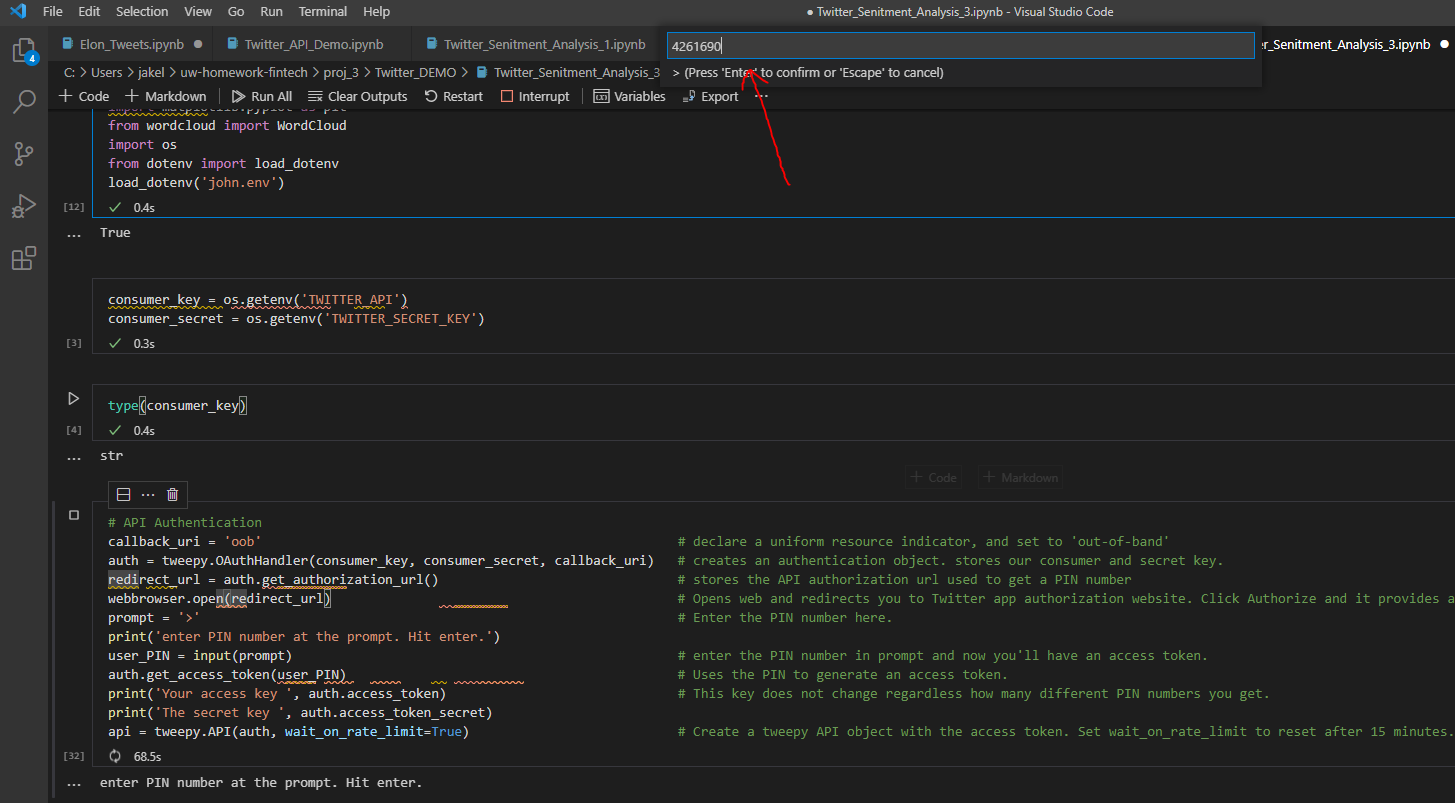 File Edit Selection View Go Run Terminal Help ● Twitter_Senitment_Analysis_3.ipynb - Visual Studio Code
Elon_Tweets.ipynb ● Twitter_API_Demo.ipynb Twitter_Senitment_Analysis_1.ipynb 4261690 er_Senitment_Analysis_3.ipynb ●
4
C: > Users > jakel > uw-homework-fintech > proj_3 > Twitter_DEMO > Twitter_Senitment_Analysis_3 > (Press 'Enter' to confirm or 'Escape' to cancel)
+ Code + Markdown Run All Clear Outputs Restart Interrupt Variables Export ...
import matplotlib.pyplot as plt
from wordcloud import WordCloud
import os
from dotenv import load_dotenv
load_dotenv('john.env')
[12] ✓ 0.4s
... True
consumer_key = os.getenv('TWITTER_API')
consumer_secret = os.getenv('TWITTER_SECRET_KEY')
[3] ✓ 0.3s
type(consumer_key)
[4] ✓ 0.4s
... str
+ Code + Markdown
...
# API Authentication
callback_uri = 'oob' # declare a uniform resource indicator, and set to 'out-of-band'
auth = tweepy.OAuthHandler(consumer_key, consumer_secret, callback_uri) # creates an authentication object. stores our consumer and secret key.
redirect_url = auth.get_authorization_url() # stores the API authorization url used to get a PIN number
webbrowser.open(redirect_url) # Opens web and redirects you to Twitter app authorization website. Click Authorize and it provides a
prompt = '>' # Enter the PIN number here.
print('enter PIN number at the prompt. Hit enter.')
user_PIN = input(prompt) # enter the PIN number in prompt and now you'll have an access token.
auth.get_access_token(user_PIN) # Uses the PIN to generate an access token.
print('Your access key ', auth.access_token) # This key does not change regardless how many different PIN numbers you get.
print('The secret key ', auth.access_token_secret)
api = tweepy.API(auth, wait_on_rate_limit=True) # Create a tweepy API object with the access token. Set wait_on_rate_limit to reset after 15 minutes.
[32] 68.5s
... enter PIN number at the prompt. Hit enter.